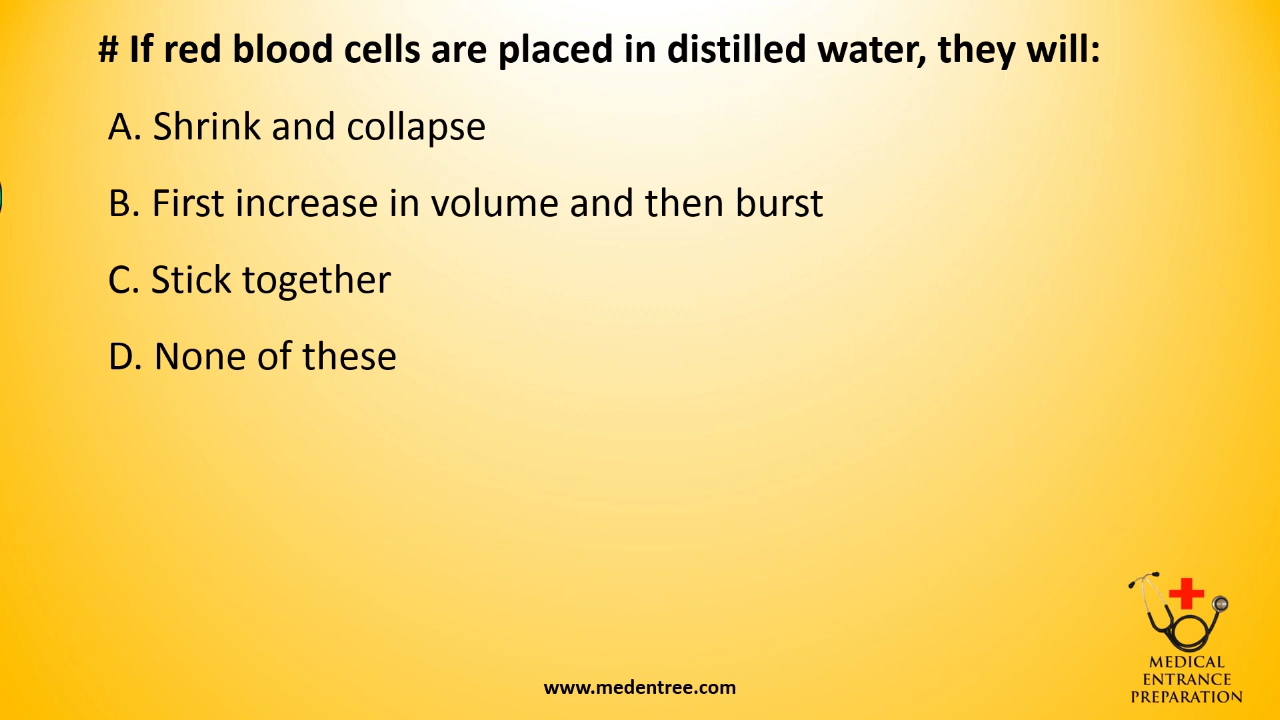 # If red blood cells are placed in distilled water, they will:
A. Shrink and collapse
B. First increase in volume and then burst
C. Stick together
D. None of these
www.medentree.com
MEDICAL
ENTRANCE
PREPARATION